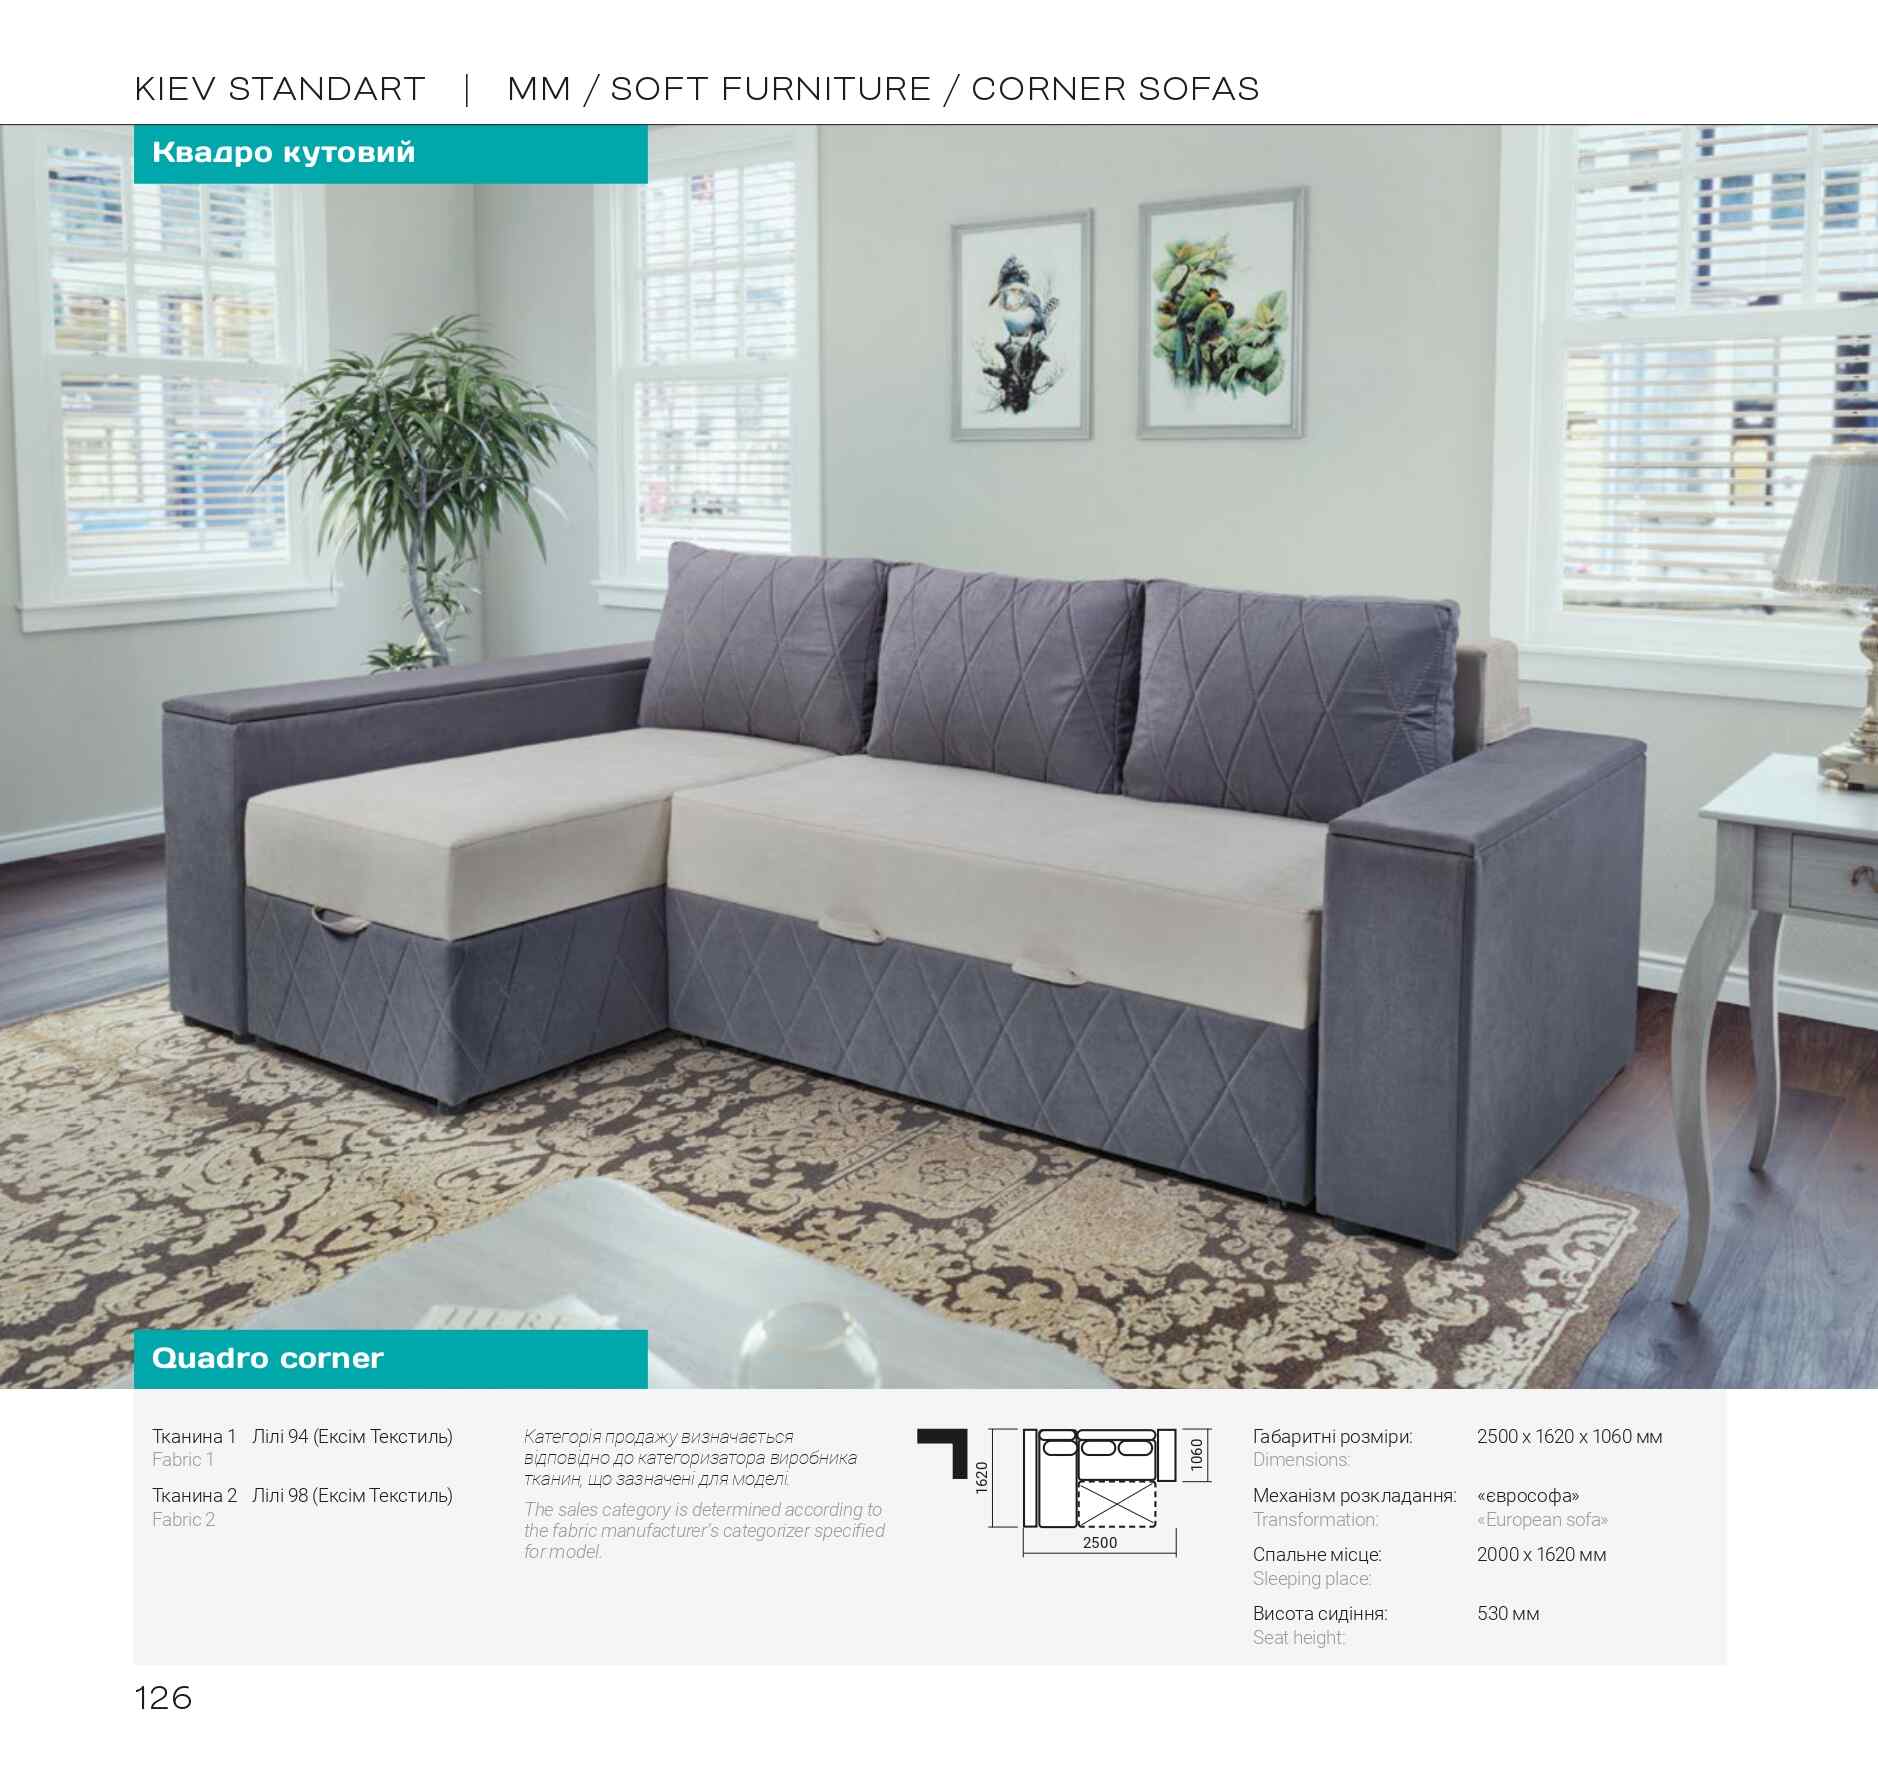 KIEV STANDART | MM / SOFT FURNITURE / CORNER SOFAS
Квадро кутовий
Quadro corner
Тканина 1 Лілі 94 (Ексім Текстиль)
Fabric 1
Тканина 2 Лілі 98 (Ексім Текстиль)
Fabric 2
Категорія продажу визначається
відповідно до категоризатора виробника
тканин, що зазначені для моделі.
The sales category is determined according to
the fabric manufacturer's categorizer specified
for model.
1620
1060
2500
Габаритні розміри: 2500 x 1620 x 1060 мм
Dimensions:
Механізм розкладання: «єврософа»
Transformation: «European sofa»
Спальне місце: 2000 x 1620 мм
Sleeping place:
Висота сидіння: 530 мм
Seat height:
126